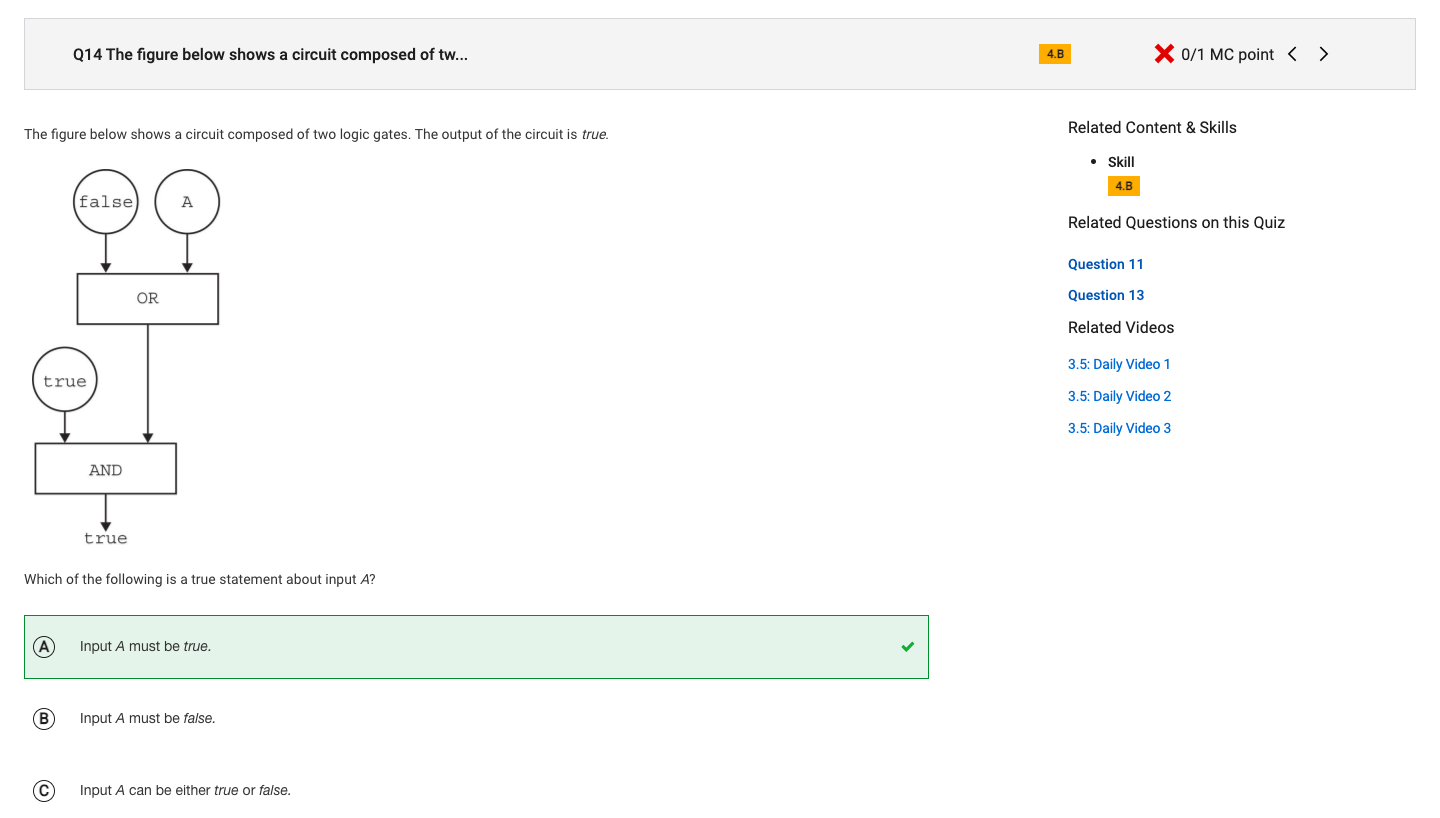 Q14 The figure below shows a circuit composed of tw...
4.B
0/1 MC point
The figure below shows a circuit composed of two logic gates. The output of the circuit is true.
false
A
OR
true
AND
true
Which of the following is a true statement about input A?
A Input A must be true.
B Input A must be false.
C Input A can be either true or false.
Related Content & Skills
• Skill
4.B
Related Questions on this Quiz
Question 11
Question 13
Related Videos
3.5: Daily Video 1
3.5: Daily Video 2
3.5: Daily Video 3